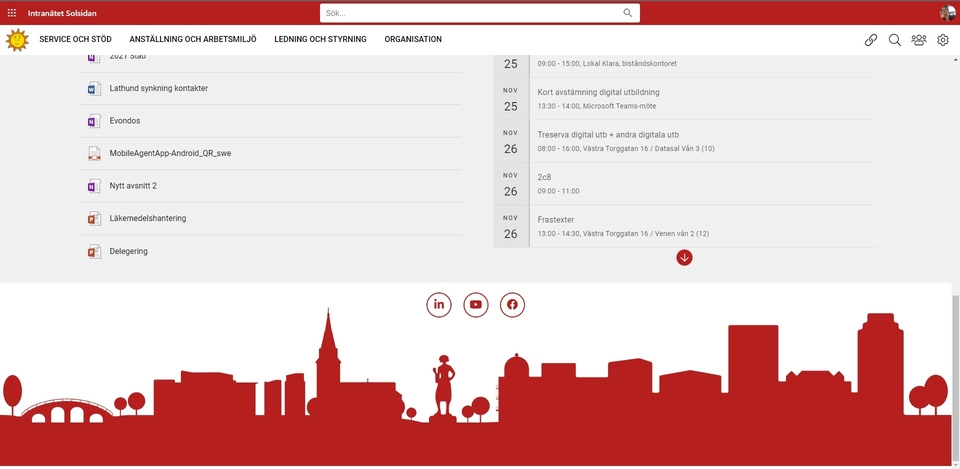 Intranätet Solsidan
Sök...
SERVICE OCH STÖD
ANSTÄLLNING OCH ARBETSMILJÖ
LEDNING OCH STYRNING
ORGANISATION
2021 Stab
Lathund synkning kontakter
Evondos
MobileAgentApp-Android_QR_swe
Nytt avsnitt 2
Läkemedelshantering
Delegering
25
09:00 - 15:00, Lokal Klara, biståndskontoret
NOV
25
Kort avstämning digital utbildning
13:30 - 14:00, Microsoft Teams-möte
NOV
26
Treserva digital utb + andra digitala utb
08:00 - 16:00, Västra Torggatan 16 / Datasal Vån 3 (10)
NOV
26
2c8
09:00 - 11:00
NOV
26
Frastexter
13:00 - 14:30, Västra Torggatan 16 / Venen vån 2 (12)
in